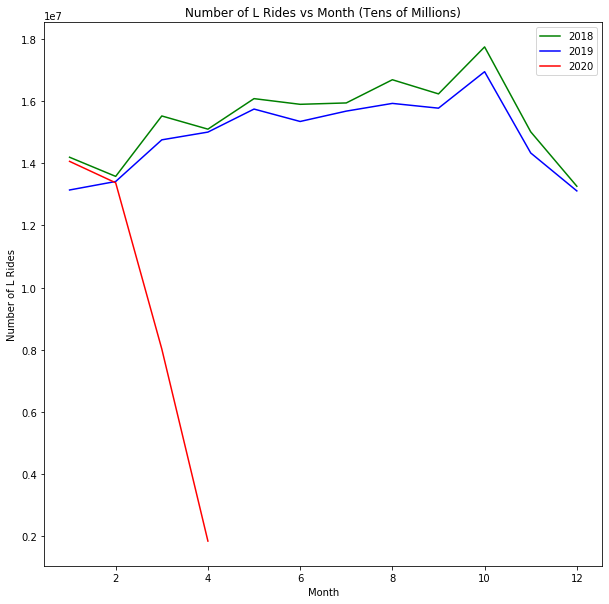 Number of L Rides vs Month (Tens of Millions)
1e7
2018
2019
2020
1.8
1.6
1.4
1.2
1.0
0.8
0.6
0.4
0.2
Number of L Rides
2 4 6 8 10 12
Month